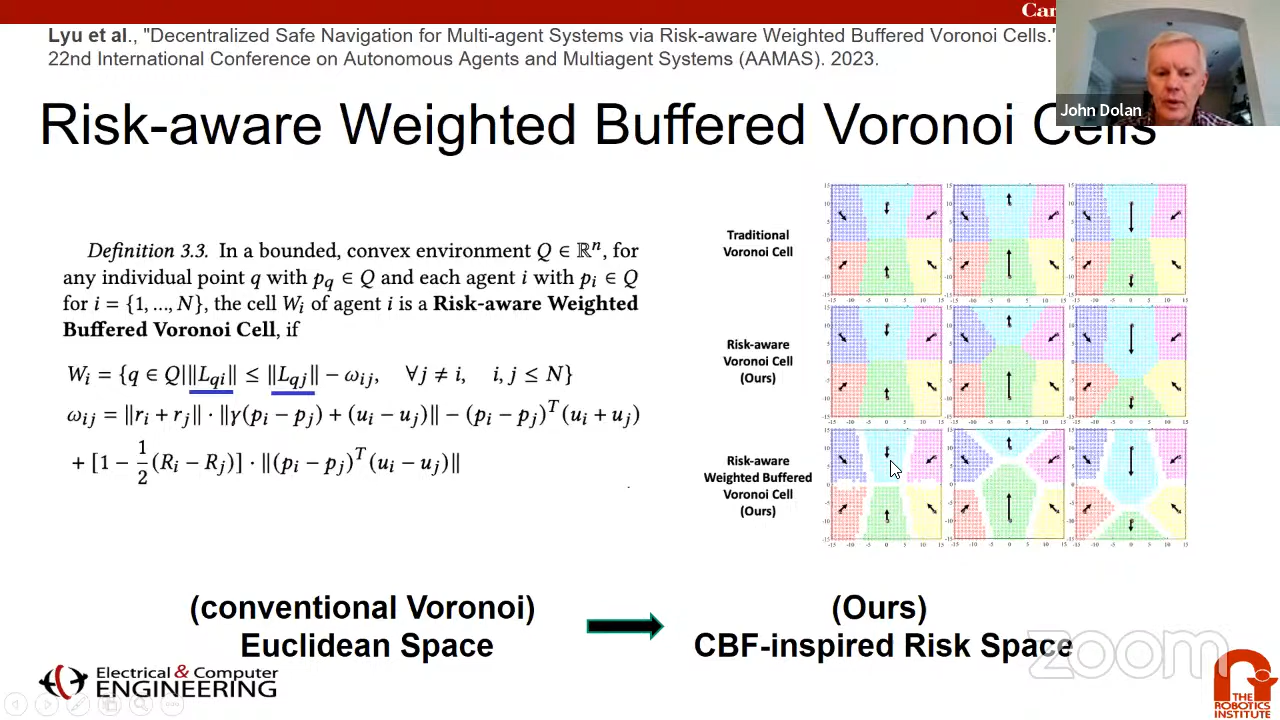 Car
Lyu et al., "Decentralized Safe Navigation for Multi-agent Systems via Risk-aware Weighted Buffered Voronoi Cells."
22nd International Conference on Autonomous Agents and Multiagent Systems (AAMAS). 2023.
John Dolan
Risk-aware Weighted Buffered Voronoi Cells
Definition 3.3. In a bounded, convex environment Q ∈ ℝⁿ, for
any individual point q with p_q ∈ Q and each agent i with p_i ∈ Q
for i = {1...., N}, the cell W_i of agent i is a Risk-aware Weighted
Buffered Voronoi Cell, if
W_i = {q ∈ Q|‖L_qi‖ ≤ ‖L_qj‖ − ω_ij, ∀j ≠ i, i, j ≤ N}
ω_ij = ‖r_i + r_j‖ · ‖γ(p_i − p_j) + (u_i − u_j)‖ − (p_i − p_j)^T (u_i + u_j)
+ [1 − 1/2 (R_i − R_j)] · ‖(p_i − p_j)^T (u_i − u_j)‖
Traditional
Voronoi Cell
Risk-aware
Voronoi Cell
(Ours)
Risk-aware
Weighted Buffered
Voronoi Cell
(Ours)
(conventional Voronoi)
Euclidean Space
(Ours)
CBF-inspired Risk Space
zoom
Electrical & Computer
ENGINEERING
THE
ROBOTICS
INSTITUTE